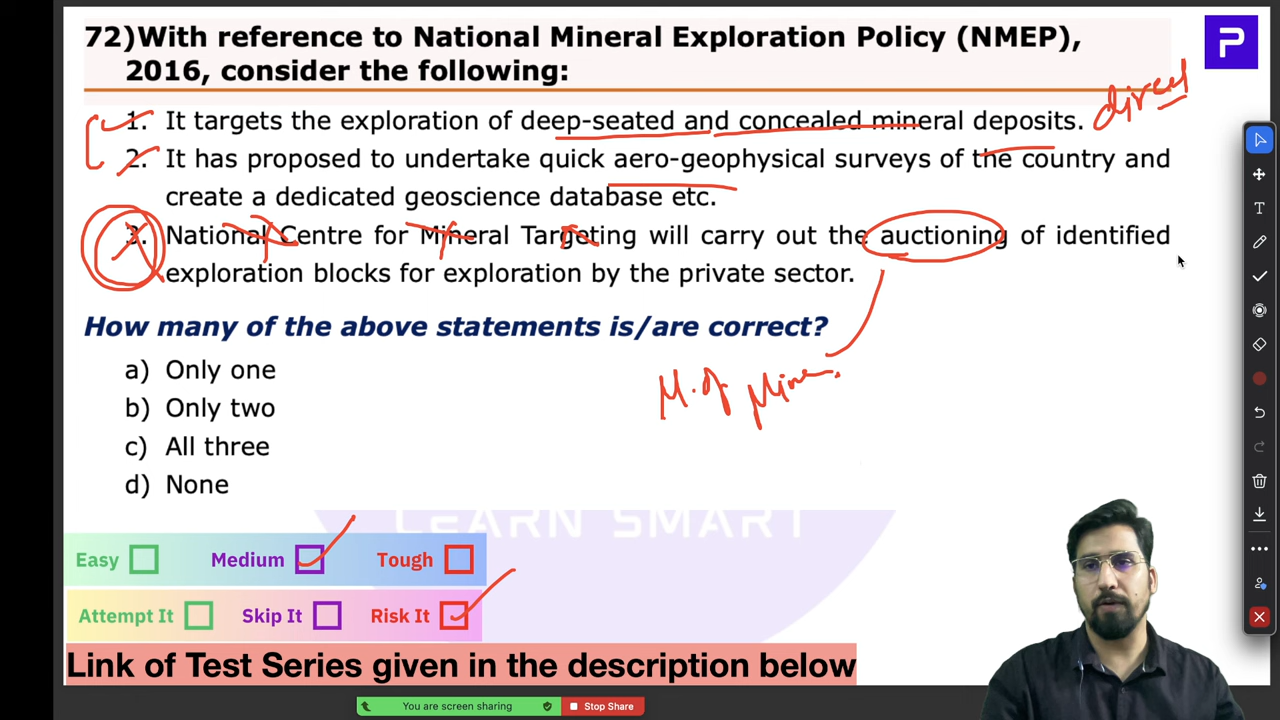 72)With reference to National Mineral Exploration Policy (NMEP),
2016, consider the following:
1. It targets the exploration of deep-seated and concealed mineral deposits.
direct
2. It has proposed to undertake quick aero-geophysical surveys of the country and
create a dedicated geoscience database etc.
3. National Centre for Mineral Targeting will carry out the auctioning of identified
exploration blocks for exploration by the private sector.
How many of the above statements is/are correct?
a) Only one
M. of Mines.
b) Only two
c) All three
d) None
LEARN SMART
Easy Medium Tough
Attempt It Skip It Risk It
Link of Test Series given in the description below
You are screen sharing Stop Share